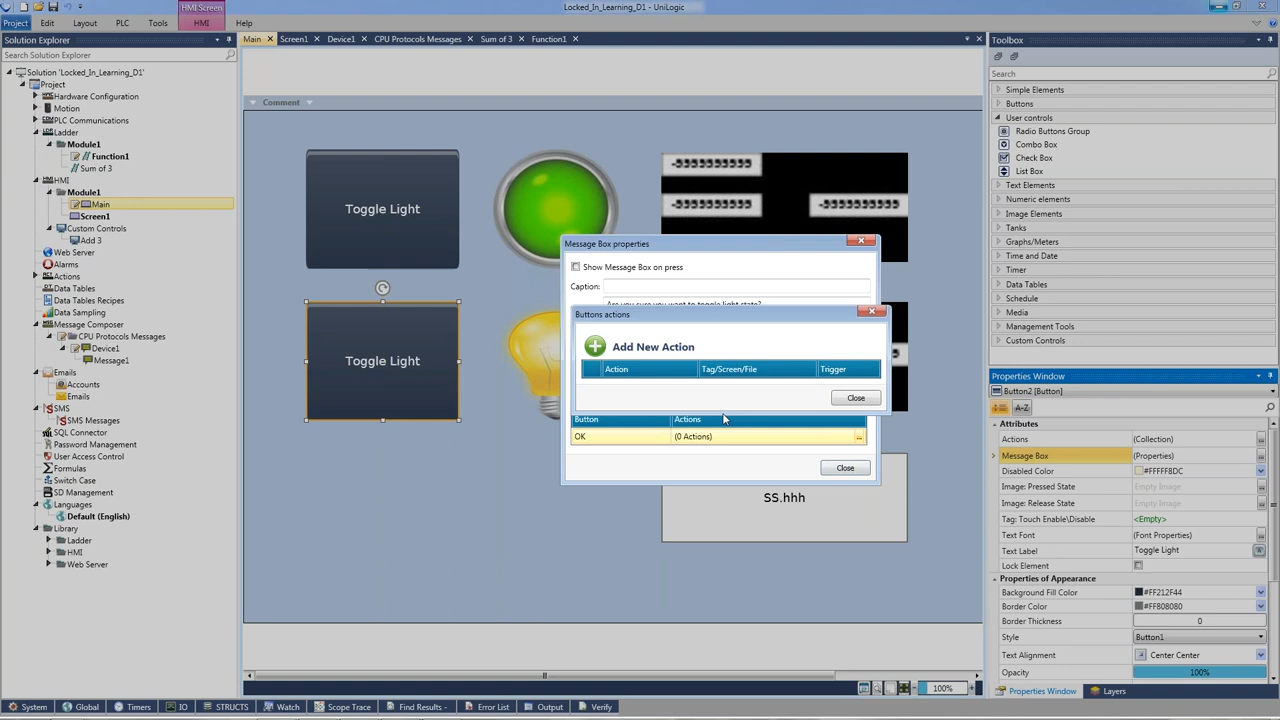 HMI Screen
Locked_In_Learning_D1* - UniLogic
Project Edit Layout PLC Tools HMI Help
Solution Explorer
Search Solution Explorer
Solution 'Locked_In_Learning_D1'
Project
Hardware Configuration
Motion
PLC Communications
Ladder
Module1
Function1
Sum of 3
HMI
Module1
Main
Screen1
Custom Controls
Add 3
Web Server
Alarms
Actions
Data Tables
Data Tables Recipes
Data Sampling
Message Composer
CPU Protocols Messages
Device1
Message1
Emails
Accounts
Emails
SMS
SMS Messages
SQL Connector
Password Management
User Access Control
Formulas
Switch Case
SD Management
Languages
Default (English)
Library
Ladder
HMI
Web Server
Main Screen1 Device1 CPU Protocols Messages Sum of 3 Function1
Comment
Toggle Light
Toggle Light
SS.hhh
Message Box properties
Show Message Box on press
Caption:
Are you sure you want to toggle light state?
Buttons actions
Add New Action
Action Tag/Screen/File Trigger
Close
Button Actions
OK (0 Actions) ...
Close
100%
Toolbox
Search
Simple Elements
Buttons
User controls
Radio Buttons Group
Combo Box
Check Box
List Box
Text Elements
Numeric elements
Image Elements
Tanks
Graphs/Meters
Time and Date
Timer
Data Tables
Schedule
Media
Management Tools
Custom Controls
Properties Window
Button2 [Button]
A-Z
Attributes
Actions (Collection)
Message Box (Properties)
Disabled Color #FFFFF8DC
Image: Pressed State Empty Image
Image: Release State Empty Image
Tag: Touch Enable\Disable <Empty>
Text Font (Font Properties)
Text Label Toggle Light
Lock Element
Properties of Appearance
Background Fill Color #FF212F44
Border Color #FF808080
Border Thickness 0
Style Button1
Text Alignment Center Center
Opacity 100%
Properties Window Layers
System Global Timers IO STRUCTS Watch Scope Trace Find Results - Error List Output Verify